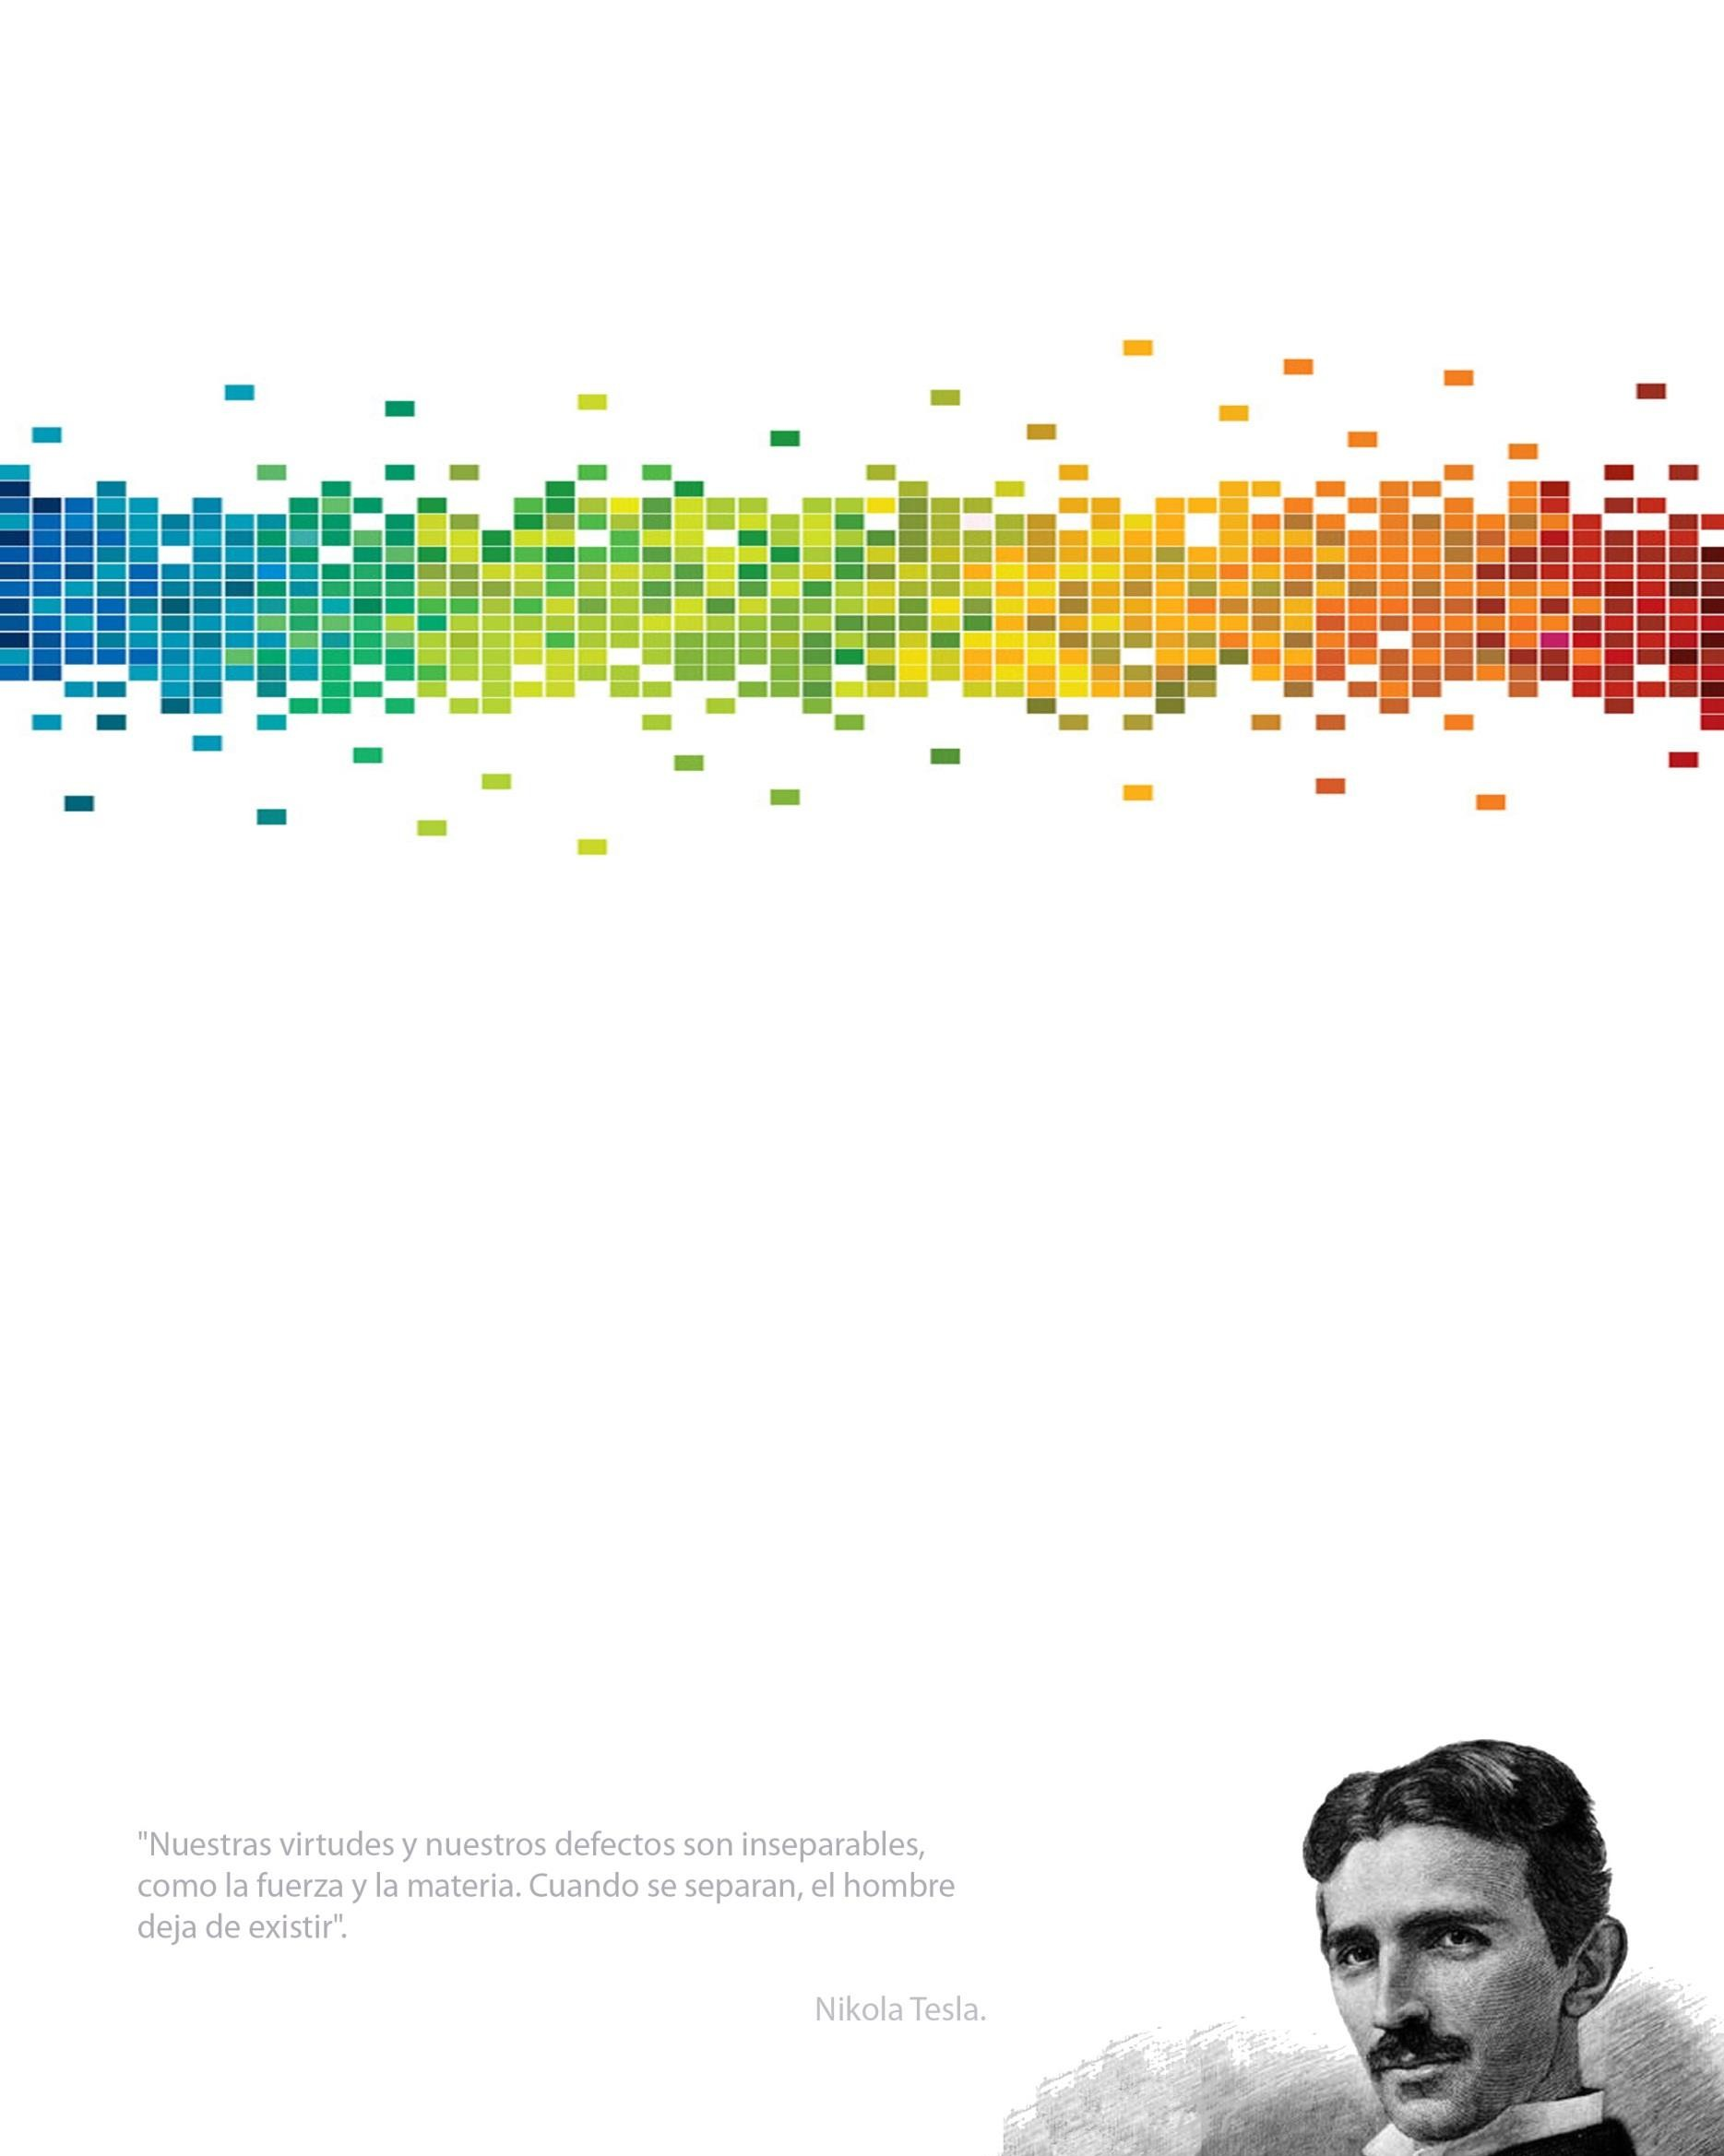 "Nuestras virtudes y nuestros defectos son inseparables,
como la fuerza y la materia. Cuando se separan, el hombre
deja de existir".
Nikola Tesla.